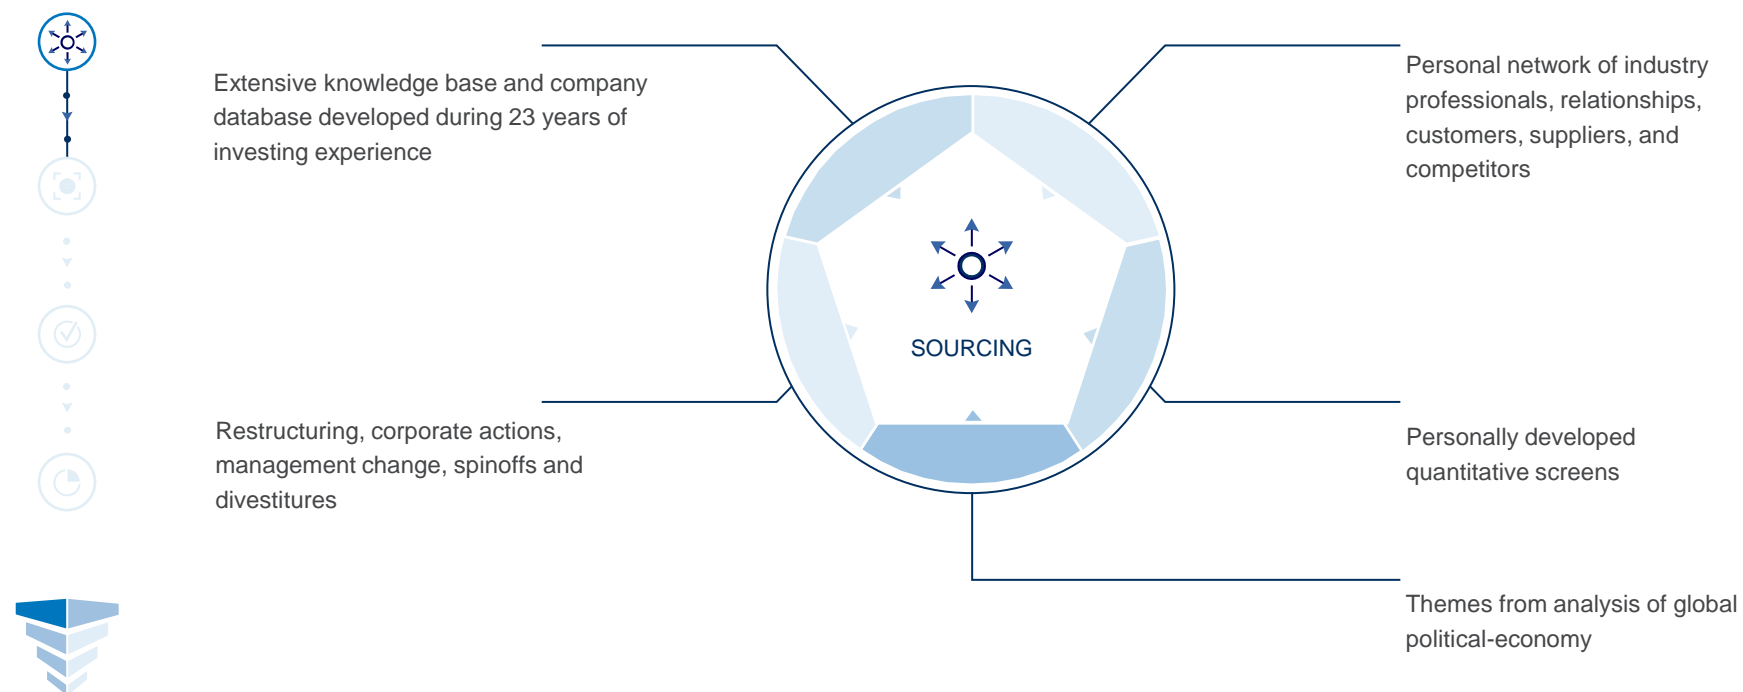 Extensive knowledge base and company
database developed during 23 years of
investing experience
Personal network of industry
professionals, relationships,
customers, suppliers, and
competitors
SOURCING
Restructuring, corporate actions,
management change, spinoffs and
divestitures
Personally developed
quantitative screens
Themes from analysis of global
political-economy